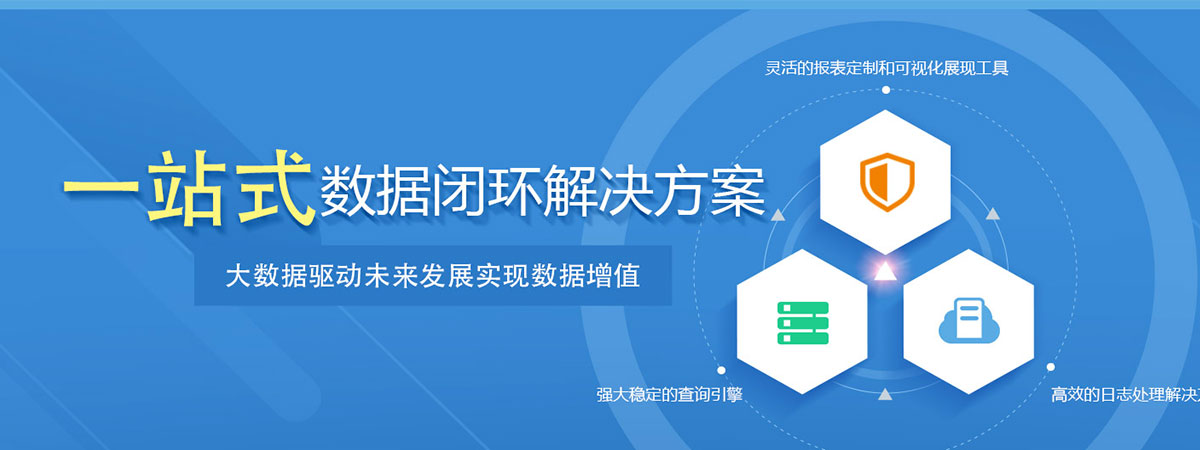 灵活的报表定制和可视化展现工具
一站式数据闭环解决方案
大数据驱动未来发展实现数据增值
强大稳定的查询引擎
高效的日志处理解决